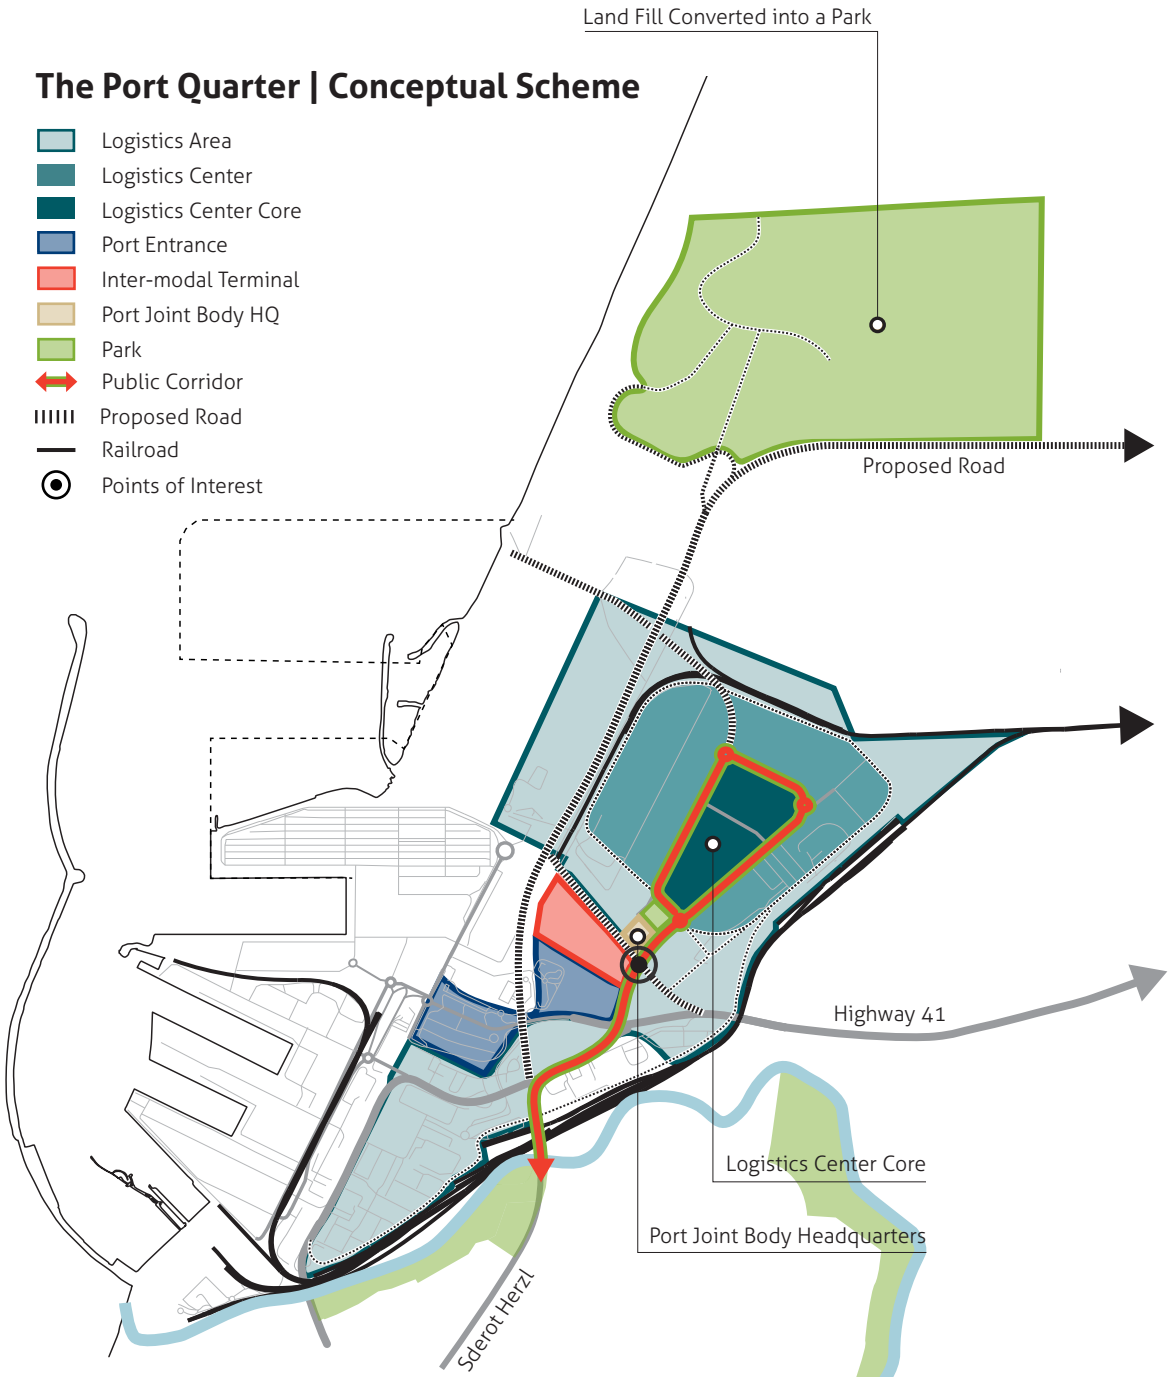 Land Fill Converted into a Park
The Port Quarter | Conceptual Scheme
Logistics Area
Logistics Center
Logistics Center Core
Port Entrance
Inter-modal Terminal
Port Joint Body HQ
Park
Public Corridor
Proposed Road
Railroad
Points of Interest
Proposed Road
Highway 41
Logistics Center Core
Port Joint Body Headquarters
Sderot Herzl